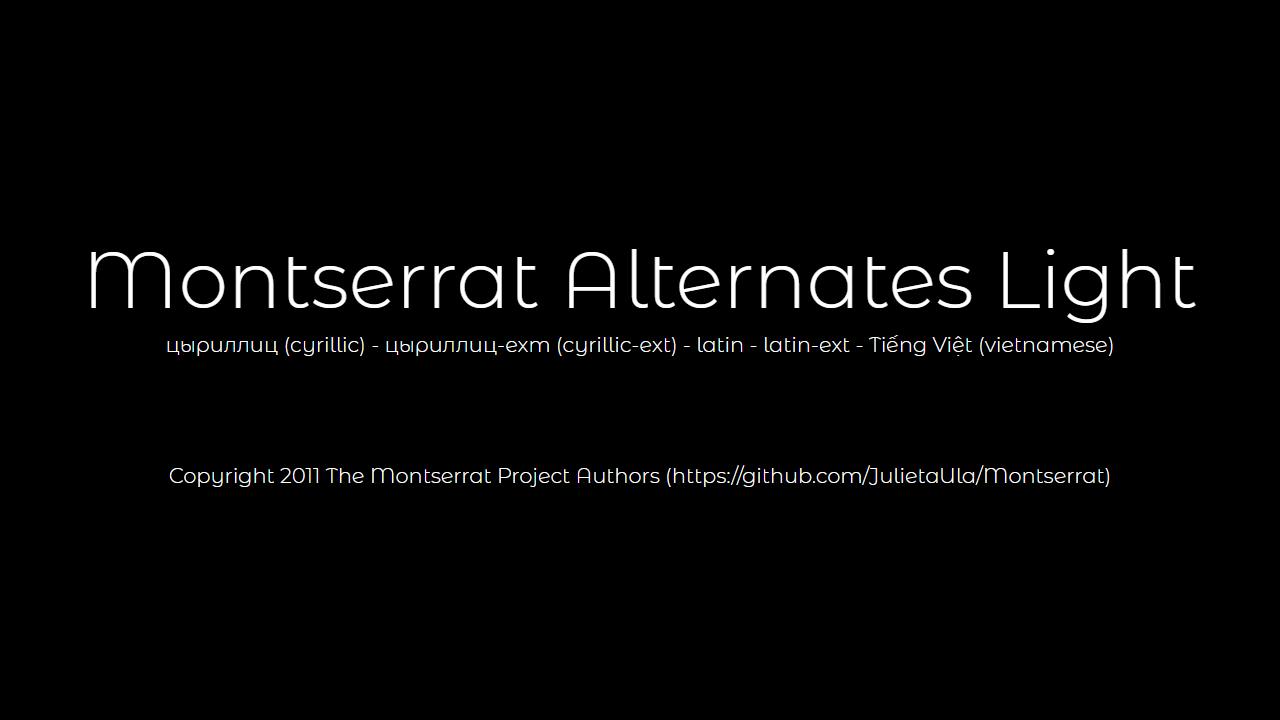 Montserrat Alternates Light
цыриллиц (cyrillic) - цыриллиц-ехт (cyrillic-ext) - latin - latin-ext - Tiếng Việt (vietnamese)
Copyright 2011 The Montserrat Project Authors (https://github.com/JulietaUla/Montserrat)